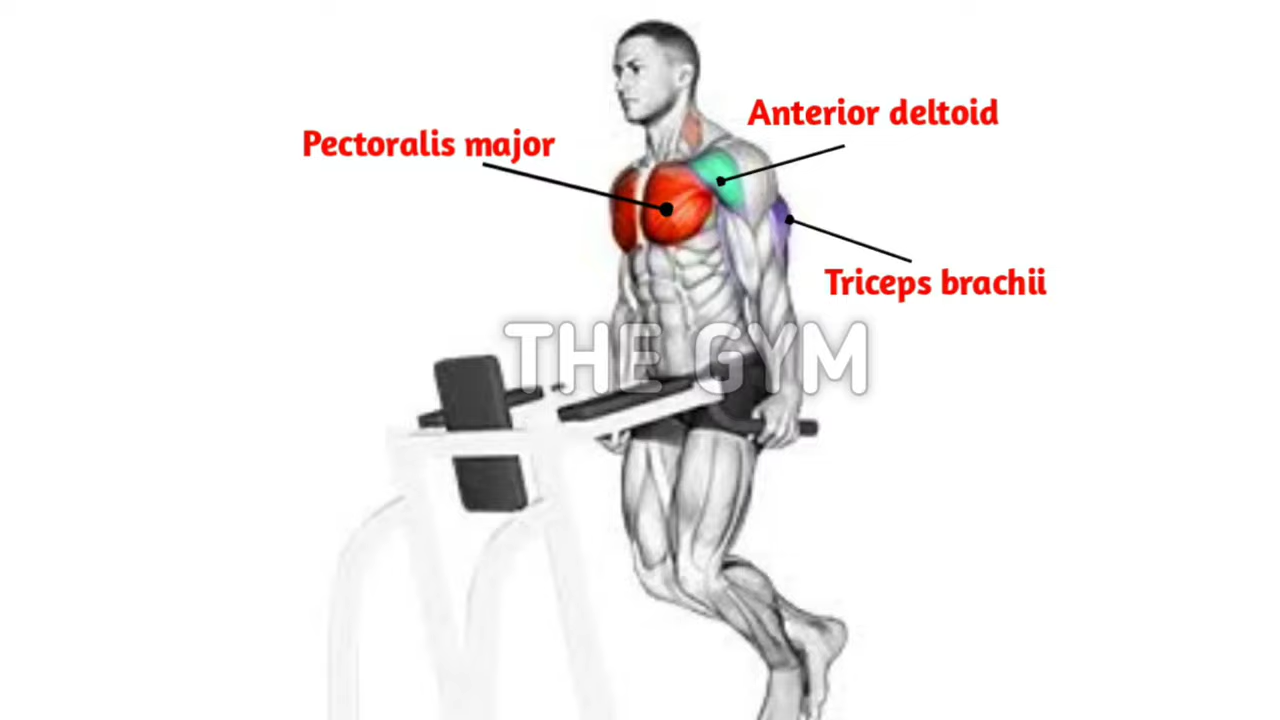 Anterior deltoid
Pectoralis major
Triceps brachii
THE GYM